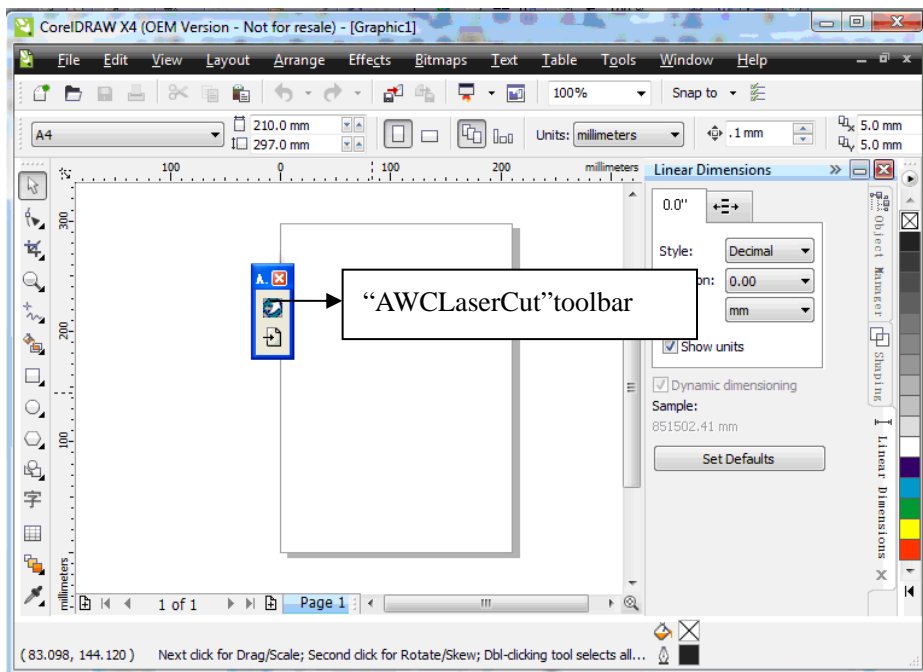 CorelDRAW X4 (OEM Version - Not for resale) - [Graphic1]
File Edit View Layout Arrange Effects Bitmaps Text Table Tools Window Help
100% Snap to
A4 210.0 mm 297.0 mm Units: millimeters .1 mm x 5.0 mm y 5.0 mm
100 0 100 200 millimeters
Linear Dimensions
0.0"
Style: Decimal
0.00
mm
Show units
Dynamic dimensioning
Sample:
851502.41 mm
Set Defaults
A..
“AWCLaserCut”toolbar
300
200
100
millimeters
字
Object Manager
Shaping
Linear Dimensions
1 of 1 Page 1
( 83.098, 144.120 ) Next click for Drag/Scale; Second click for Rotate/Skew; Dbl-clicking tool selects all...